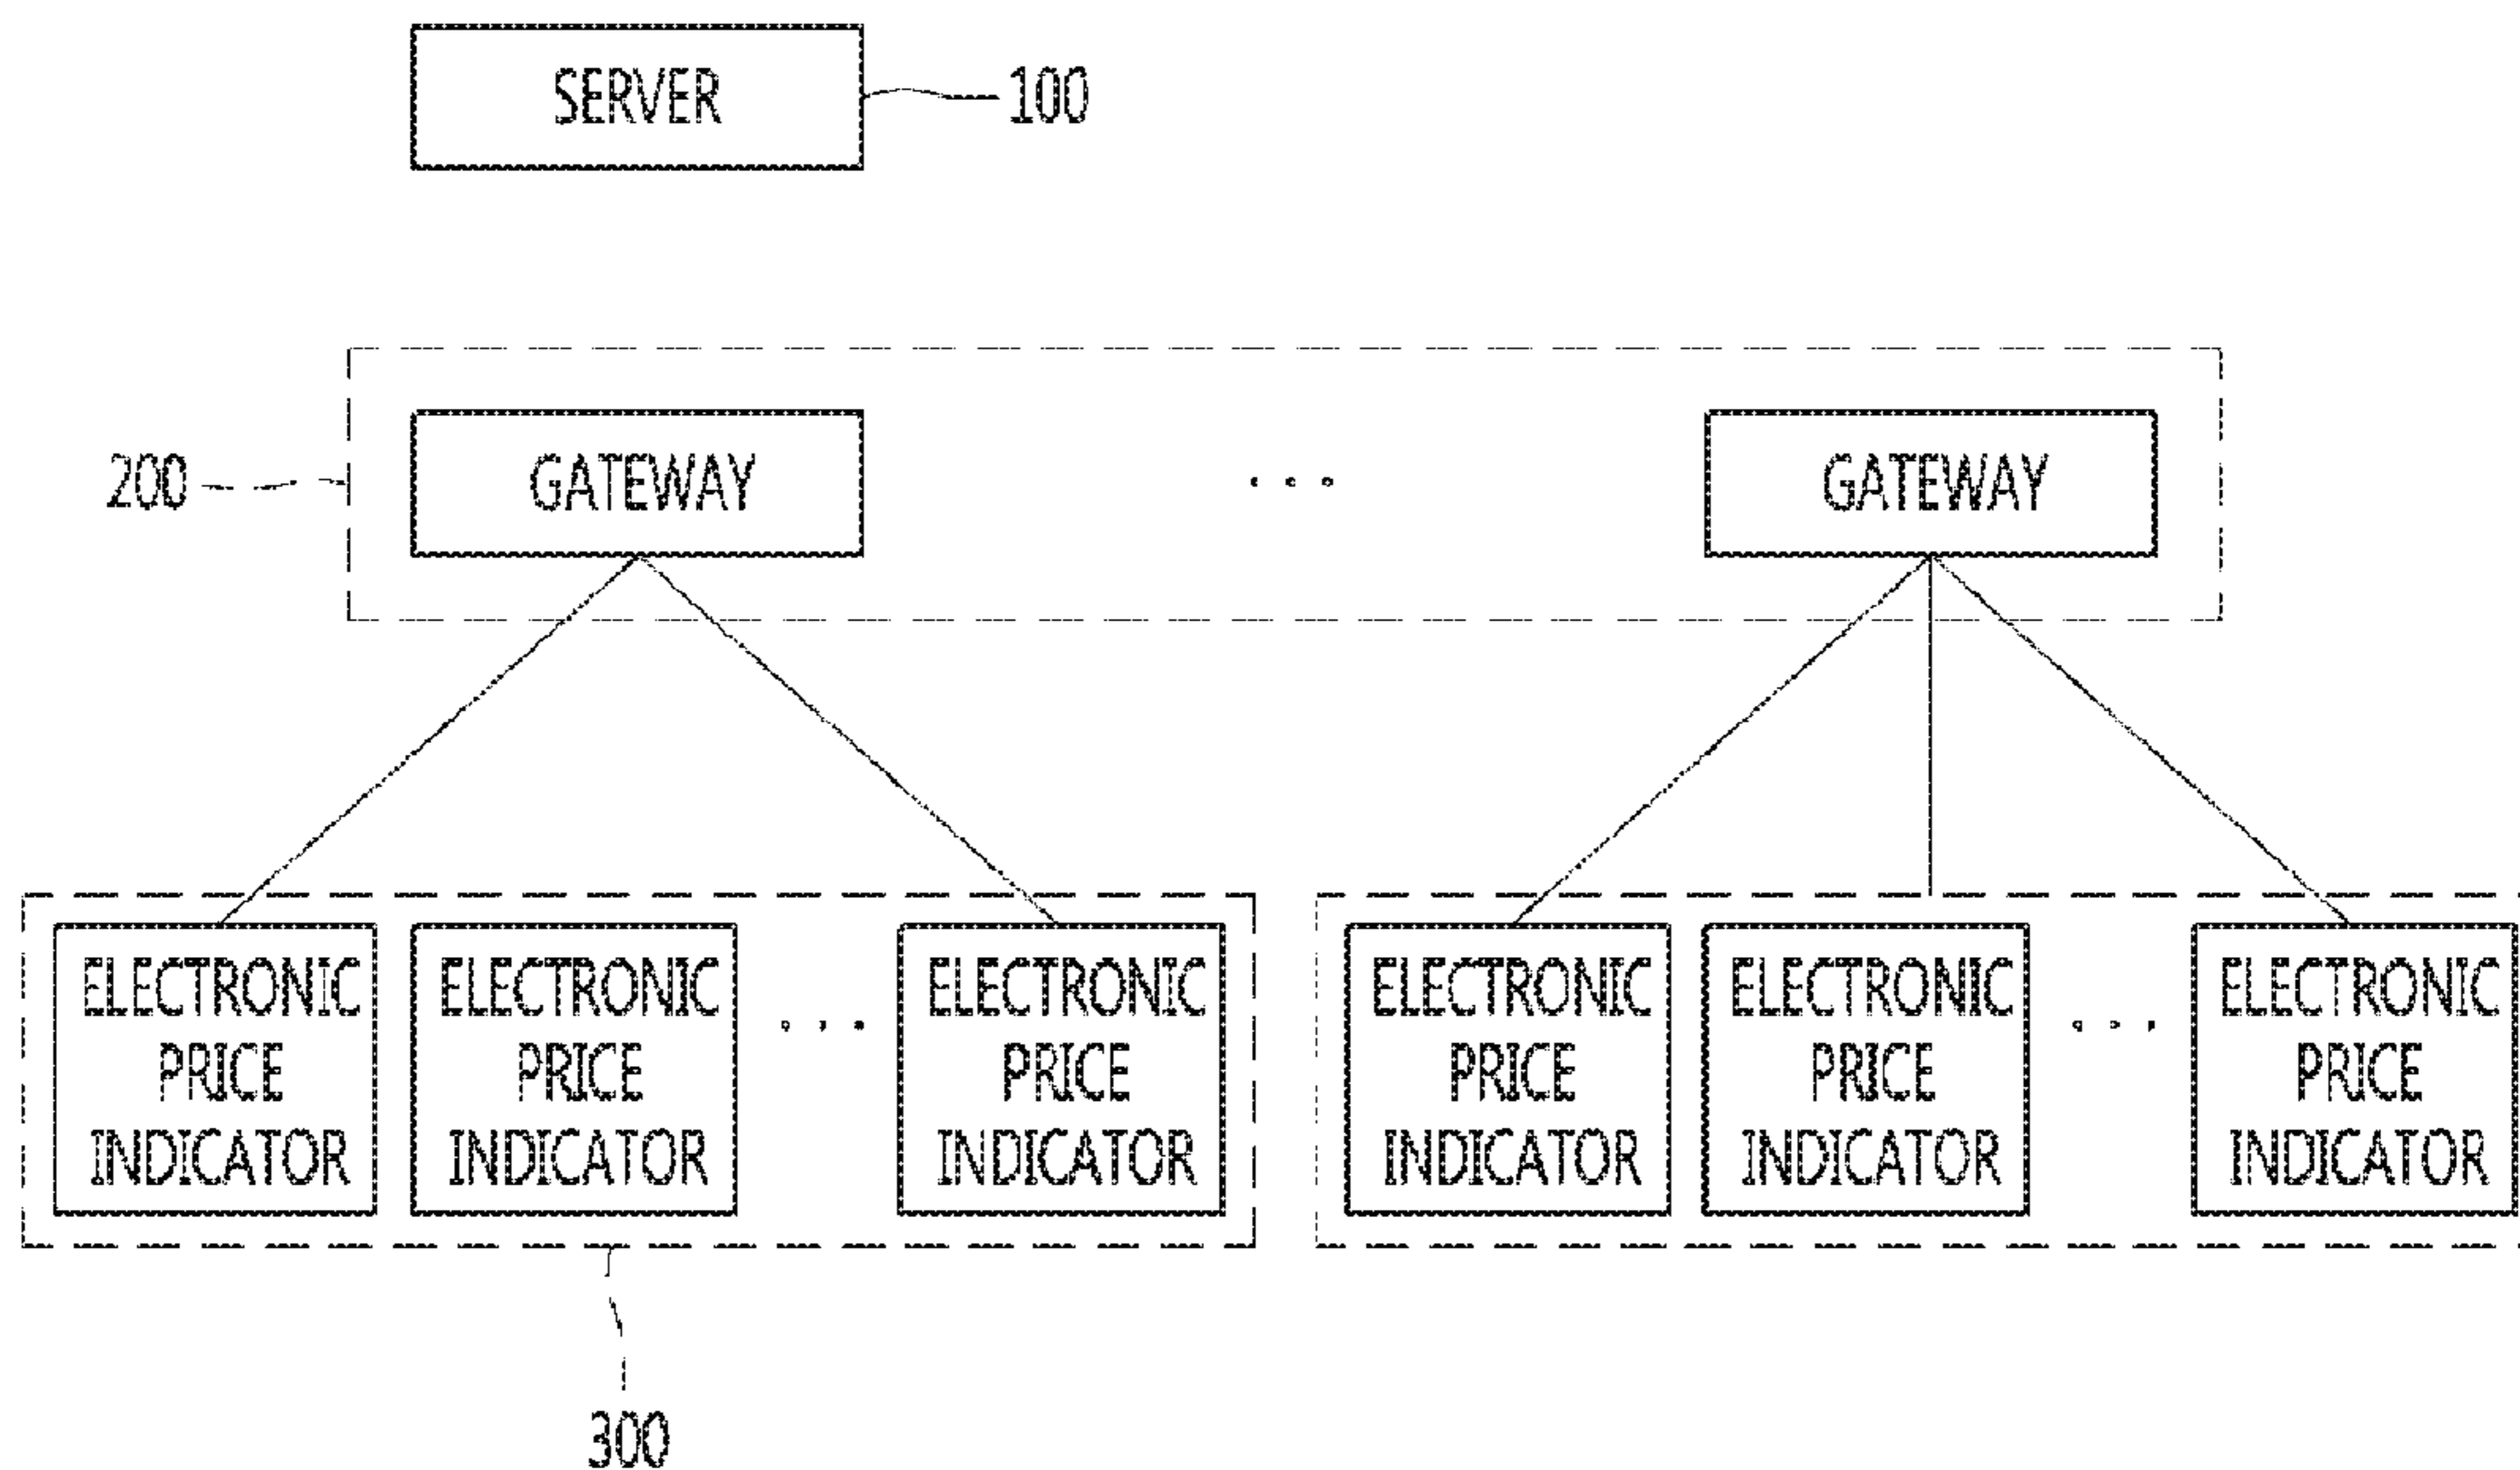 SERVER
100
200
GATEWAY
. . .
GATEWAY
ELECTRONIC
PRICE
INDICATOR
ELECTRONIC
PRICE
INDICATOR
. . .
ELECTRONIC
PRICE
INDICATOR
ELECTRONIC
PRICE
INDICATOR
ELECTRONIC
PRICE
INDICATOR
. . .
ELECTRONIC
PRICE
INDICATOR
300